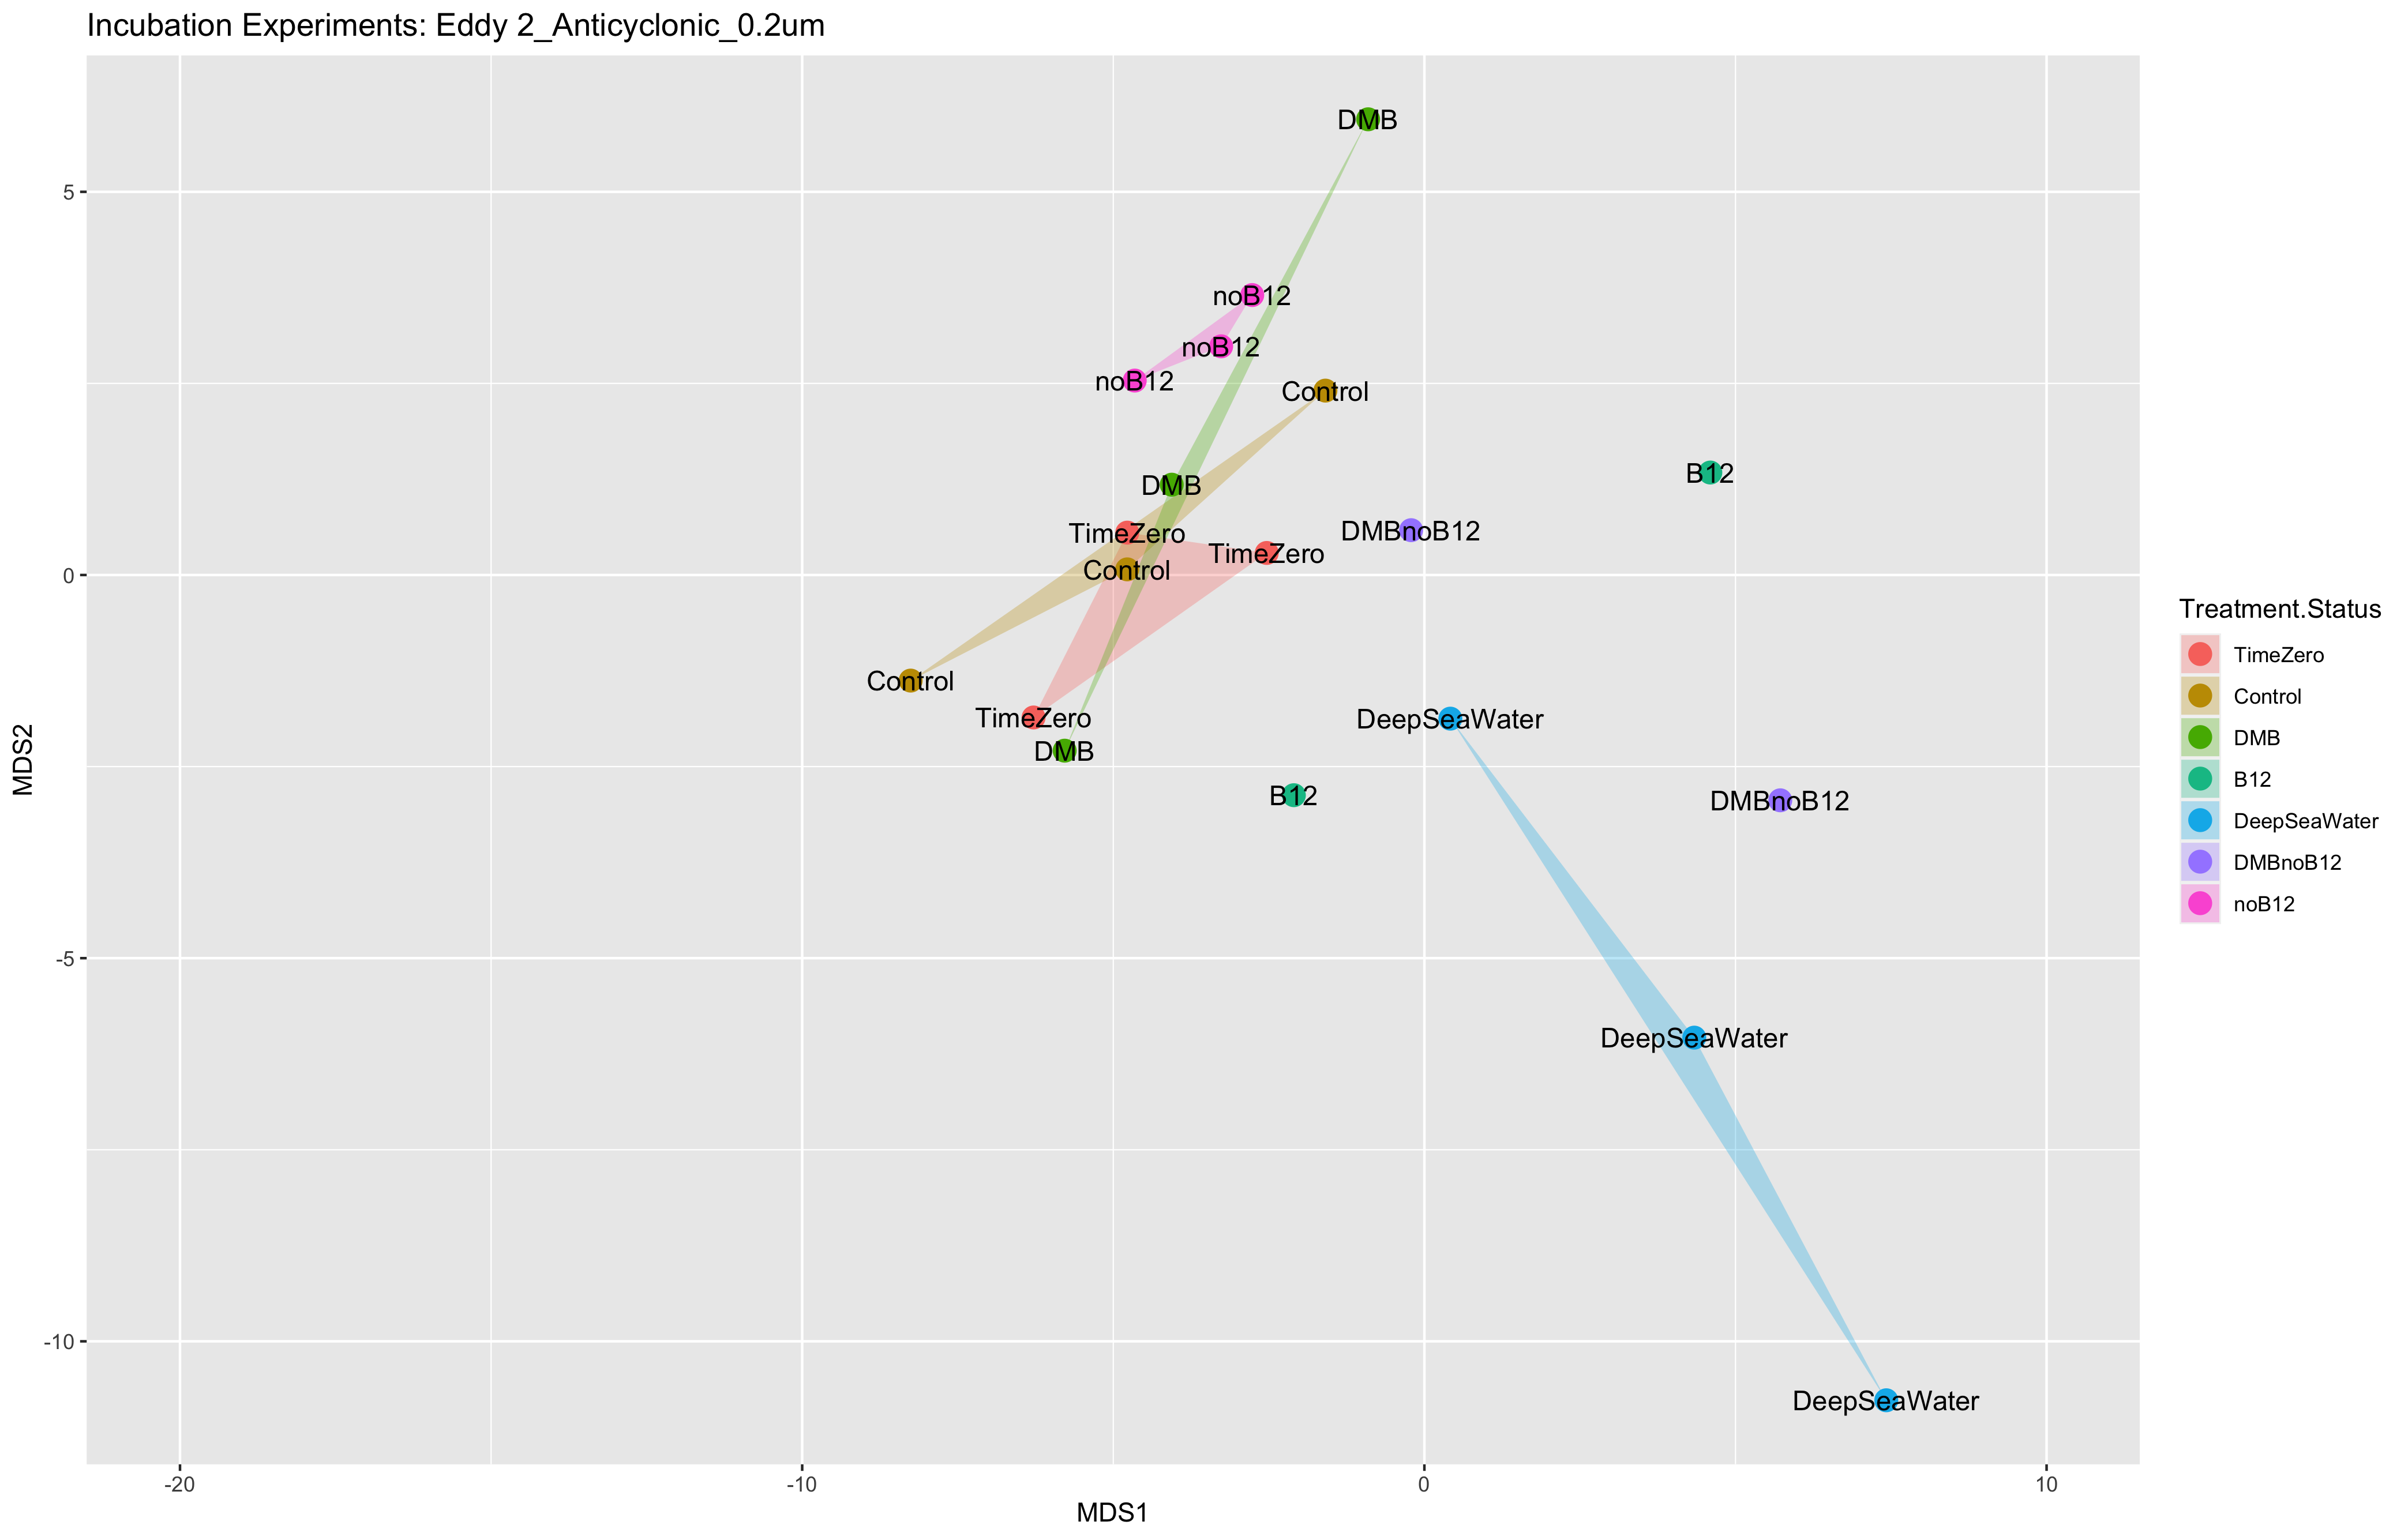 Incubation Experiments: Eddy 2_Anticyclonic_0.2um
DMB
5
noB12
noB12
noB12
Control
B12
DMB
DMBnoB12
TimeZero
TimeZero
Control
0
Control
TimeZero
DeepSeaWater
DMB
B12
DMBnoB12
MDS2
-5
DeepSeaWater
-10
DeepSeaWater
-20
-10
0
10
MDS1
Treatment.Status
TimeZero
Control
DMB
B12
DeepSeaWater
DMBnoB12
noB12